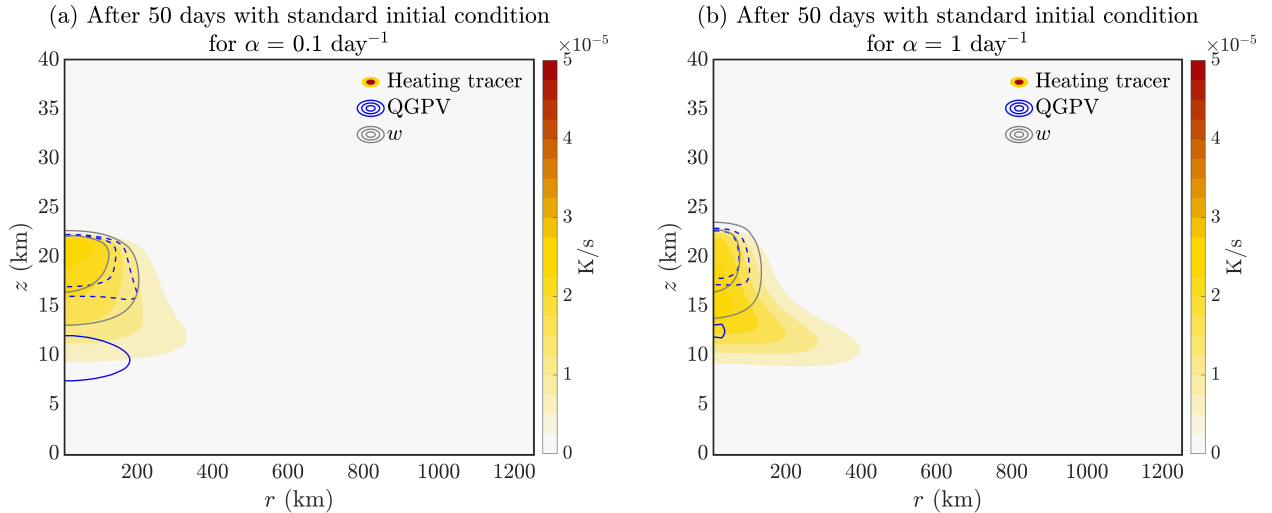 (a) After 50 days with standard initial condition
for α = 0.1 day⁻¹
×10⁻⁵
40
35
30
25
20
15
10
5
0
200
400
600
800
1000
1200
r (km)
z (km)
Heating tracer
QGPV
w
5
4
3
2
1
0
K/s
(b) After 50 days with standard initial condition
for α = 1 day⁻¹
×10⁻⁵
40
35
30
25
20
15
10
5
0
200
400
600
800
1000
1200
r (km)
z (km)
Heating tracer
QGPV
w
5
4
3
2
1
0
K/s